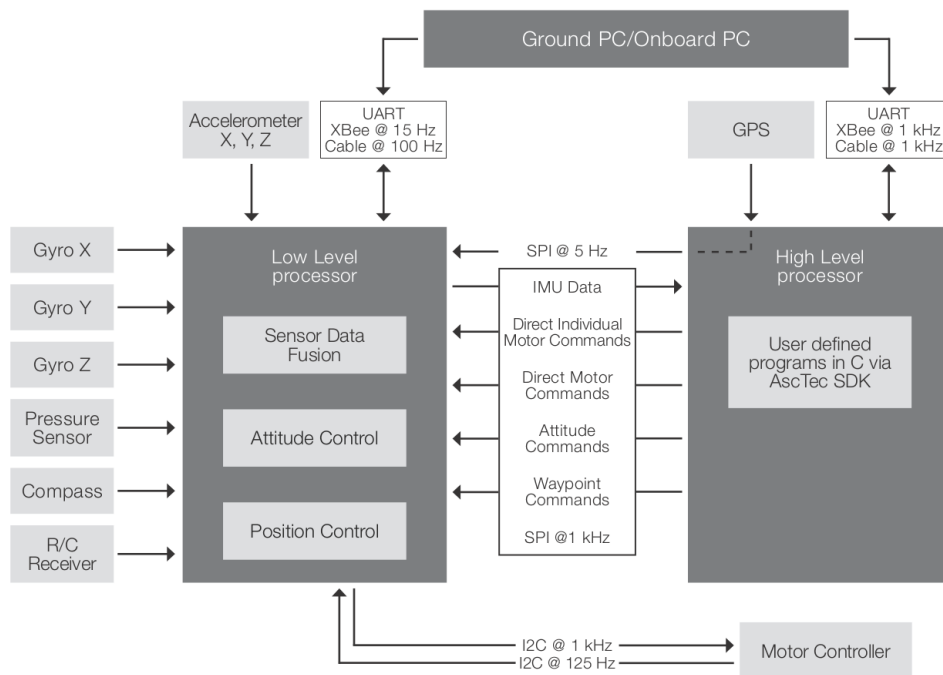 Ground PC/Onboard PC
Accelerometer
X, Y, Z
UART
XBee @ 15 Hz
Cable @ 100 Hz
GPS
UART
XBee @ 1 kHz
Cable @ 1 kHz
Gyro X
Gyro Y
Gyro Z
Pressure
Sensor
Compass
R/C
Receiver
Low Level
processor
Sensor Data
Fusion
Attitude Control
Position Control
SPI @ 5 Hz
IMU Data
Direct Individual
Motor Commands
Direct Motor
Commands
Attitude
Commands
Waypoint
Commands
SPI @1 kHz
High Level
processor
User defined
programs in C via
AscTec SDK
I2C @ 1 kHz
I2C @ 125 Hz
Motor Controller